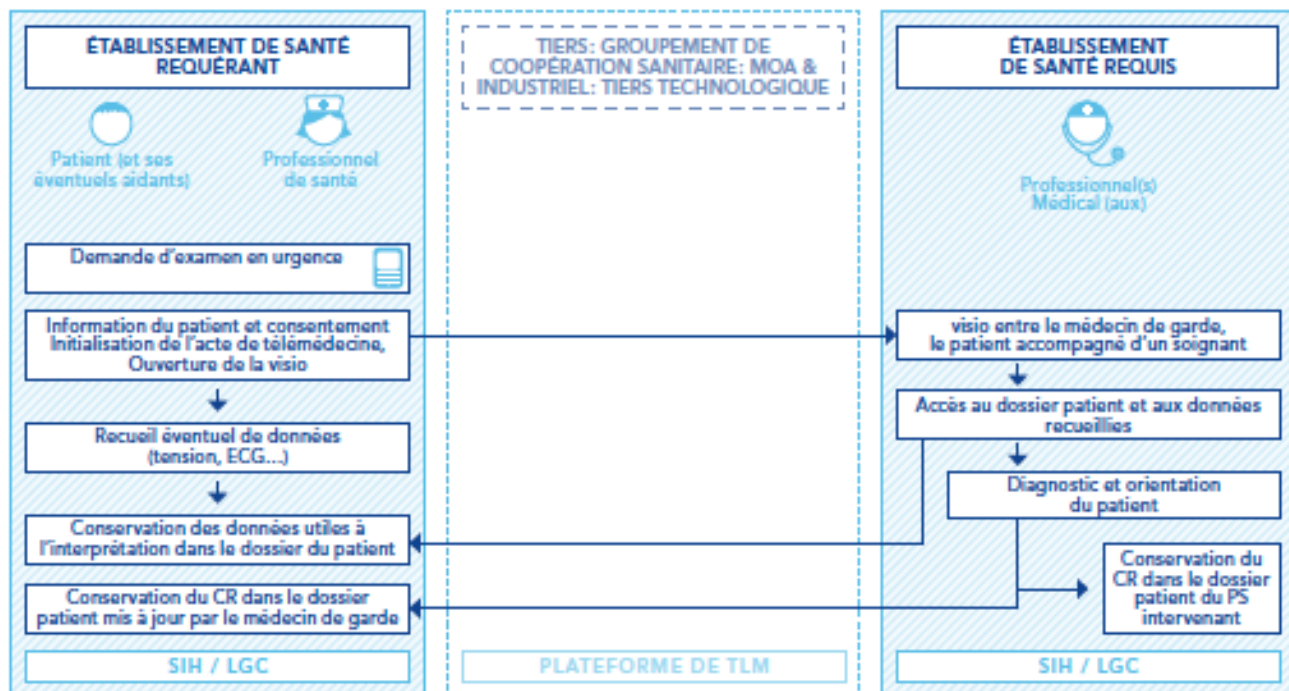 ÉTABLISSEMENT DE SANTÉ
REQUÉRANT
Patient (et ses
éventuels aidants)
Professionnel
de santé
Demande d'examen en urgence
Information du patient et consentement
Initialisation de l'acte de télémédecine,
Ouverture de la visio
Recueil éventuel de données
(tension, ECG...)
Conservation des données utiles à
l'interprétation dans le dossier du patient
Conservation du CR dans le dossier
patient mis à jour par le médecin de garde
SIH / LGC
TIERS: GROUPEMENT DE
COOPÉRATION SANITAIRE: MOA &
INDUSTRIEL: TIERS TECHNOLOGIQUE
PLATEFORME DE TLM
ÉTABLISSEMENT
DE SANTÉ REQUIS
Professionnel(s)
Médical (aux)
visio entre le médecin de garde,
le patient accompagné d'un soignant
Accès au dossier patient et aux données
recueillies
Diagnostic et orientation
du patient
Conservation du
CR dans le dossier
patient du PS
intervenant
SIH / LGC